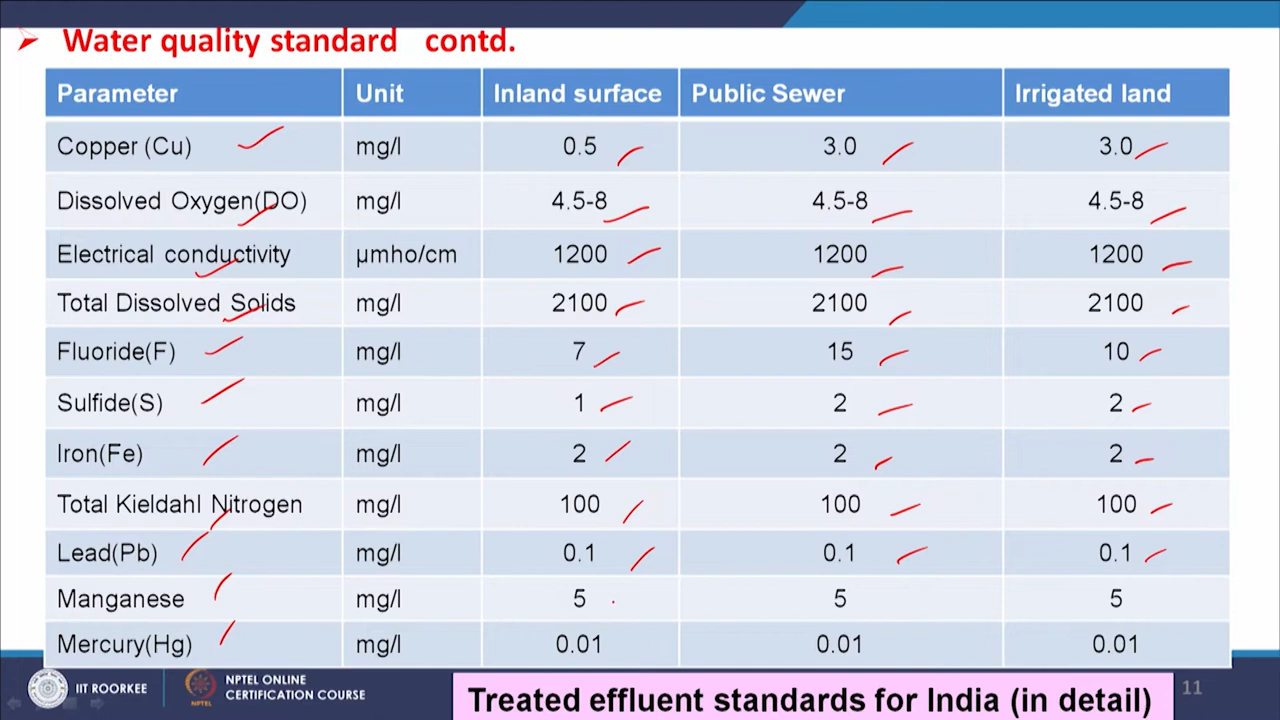 Water quality standard contd.
Parameter Unit Inland surface Public Sewer Irrigated land
Copper (Cu) mg/l 0.5 3.0 3.0
Dissolved Oxygen(DO) mg/l 4.5-8 4.5-8 4.5-8
Electrical conductivity µmho/cm 1200 1200 1200
Total Dissolved Solids mg/l 2100 2100 2100
Fluoride(F) mg/l 7 15 10
Sulfide(S) mg/l 1 2 2
Iron(Fe) mg/l 2 2 2
Total Kieldahl Nitrogen mg/l 100 100 100
Lead(Pb) mg/l 0.1 0.1 0.1
Manganese mg/l 5 5 5
Mercury(Hg) mg/l 0.01 0.01 0.01
IIT ROORKEE
NPTEL
NPTEL ONLINE
CERTIFICATION COURSE
Treated effluent standards for India (in detail)
11